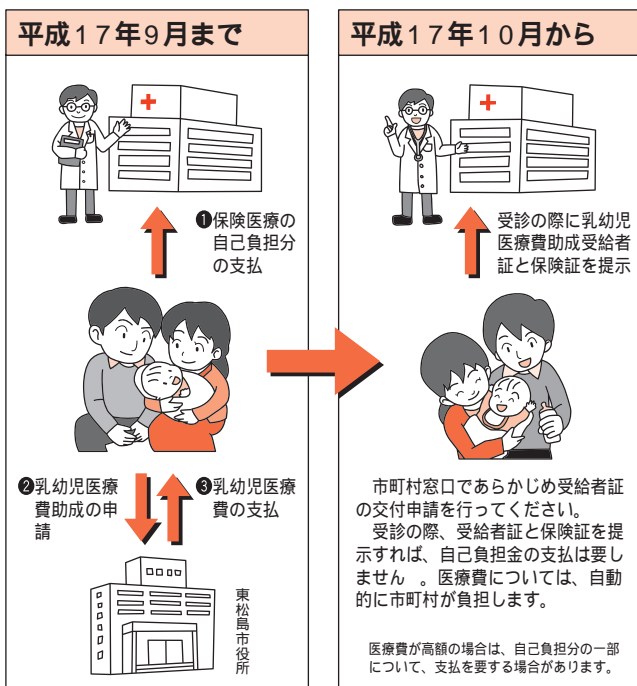 平成17年9月まで
❶保険医療の
自己負担分
の支払
❷乳幼児医療
費助成の申
請
❸乳幼児医療
費の支払
東松島市役所
平成17年10月から
受診の際に乳幼児
医療費助成受給者
証と保険証を提示
市町村窓口であらかじめ受給者証
の交付申請を行ってください。
受診の際、受給者証と保険証を提
示すれば、自己負担金の支払は要し
ません　。医療費については、自動
的に市町村が負担します。
医療費が高額の場合は、自己負担分の一部
について、支払を要する場合があります。